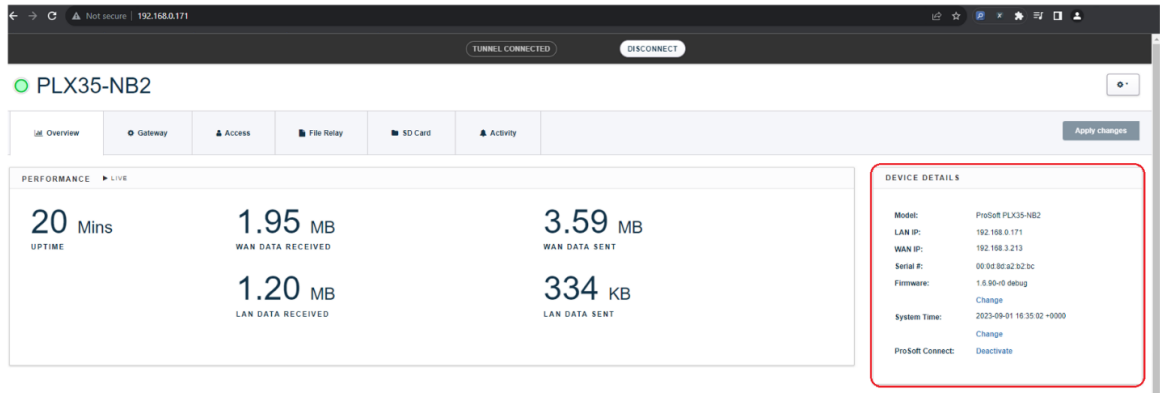 Not secure | 192.168.0.171
TUNNEL CONNECTED DISCONNECT
PLX35-NB2
Overview Gateway Access File Relay SD Card Activity Apply changes
PERFORMANCE LIVE
20 Mins
UPTIME
1.95 MB
WAN DATA RECEIVED
3.59 MB
WAN DATA SENT
1.20 MB
LAN DATA RECEIVED
334 KB
LAN DATA SENT
DEVICE DETAILS
Model: ProSoft PLX35-NB2
LAN IP: 192.168.0.171
WAN IP: 192.168.3.213
Serial #: 00:0d:8d:a2:b2:bc
Firmware: 1.6.90-r0 debug
Change
System Time: 2023-09-01 16:35:02 +0000
Change
ProSoft Connect: Deactivate